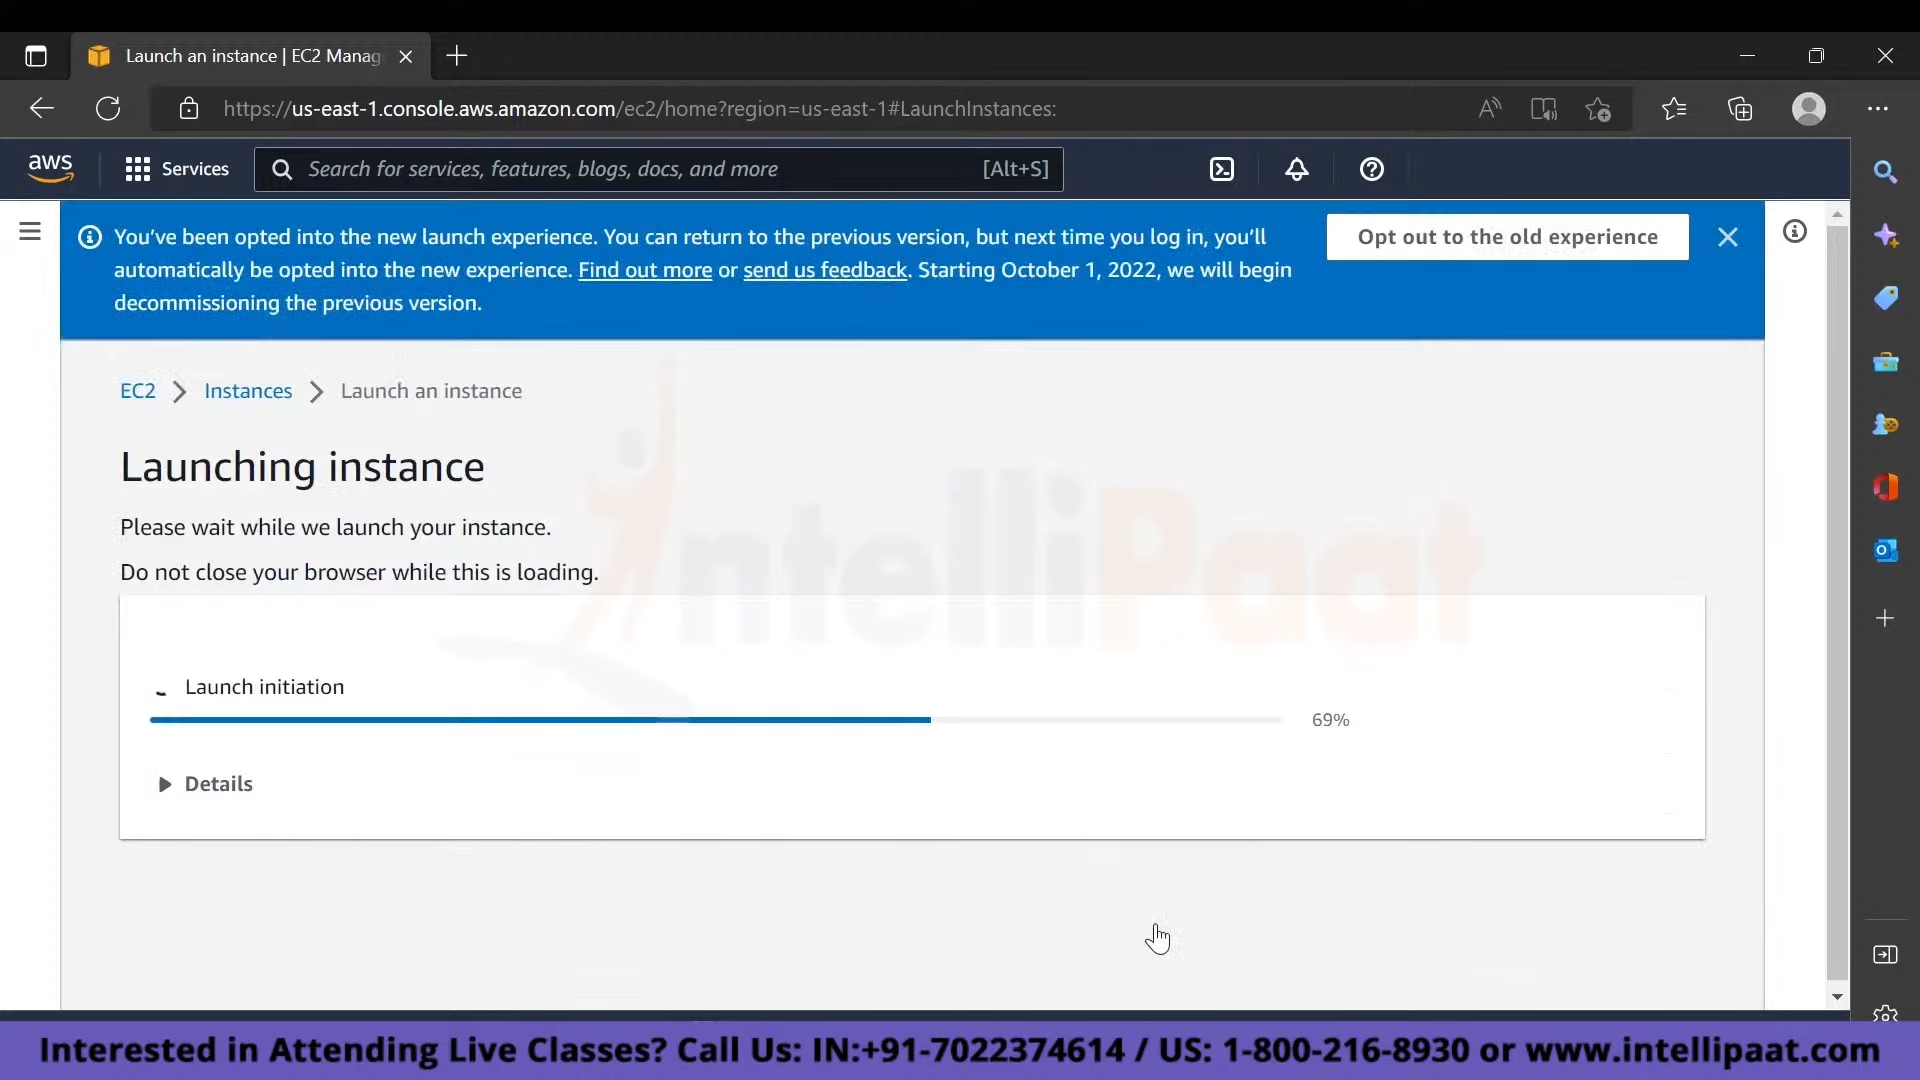 Launch an instance | EC2 Manag
https://us-east-1.console.aws.amazon.com/ec2/home?region=us-east-1#LaunchInstances:
aws
Services
Search for services, features, blogs, docs, and more
[Alt+S]
You've been opted into the new launch experience. You can return to the previous version, but next time you log in, you'll
automatically be opted into the new experience. Find out more or send us feedback. Starting October 1, 2022, we will begin
decommissioning the previous version.
Opt out to the old experience
EC2
Instances
Launch an instance
Launching instance
Please wait while we launch your instance.
Do not close your browser while this is loading.
IntelliPaat
Launch initiation
69%
Details
Interested in Attending Live Classes? Call Us: IN:+91-7022374614 / US: 1-800-216-8930 or www.intellipaat.com